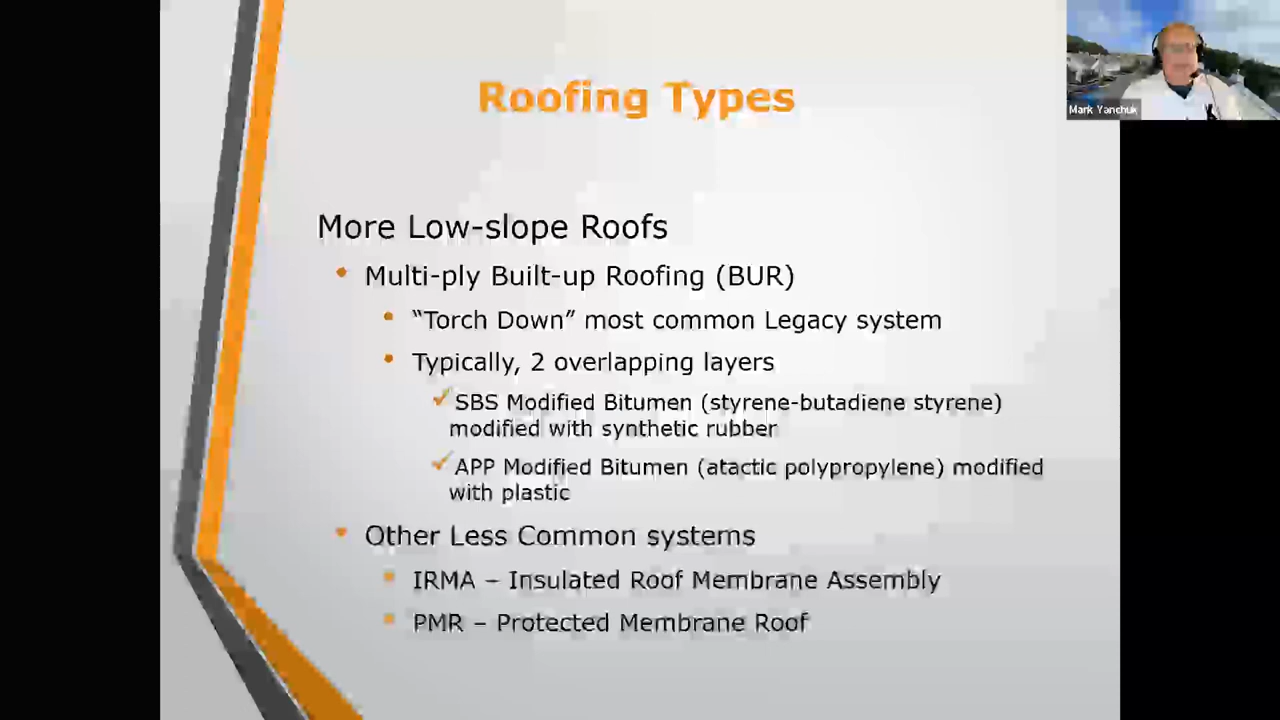 Roofing Types
Mark Yanchuk
More Low-slope Roofs
Multi-ply Built-up Roofing (BUR)
“Torch Down” most common Legacy system
Typically, 2 overlapping layers
SBS Modified Bitumen (styrene-butadiene styrene)
modified with synthetic rubber
APP Modified Bitumen (atactic polypropylene) modified
with plastic
Other Less Common systems
IRMA – Insulated Roof Membrane Assembly
PMR – Protected Membrane Roof